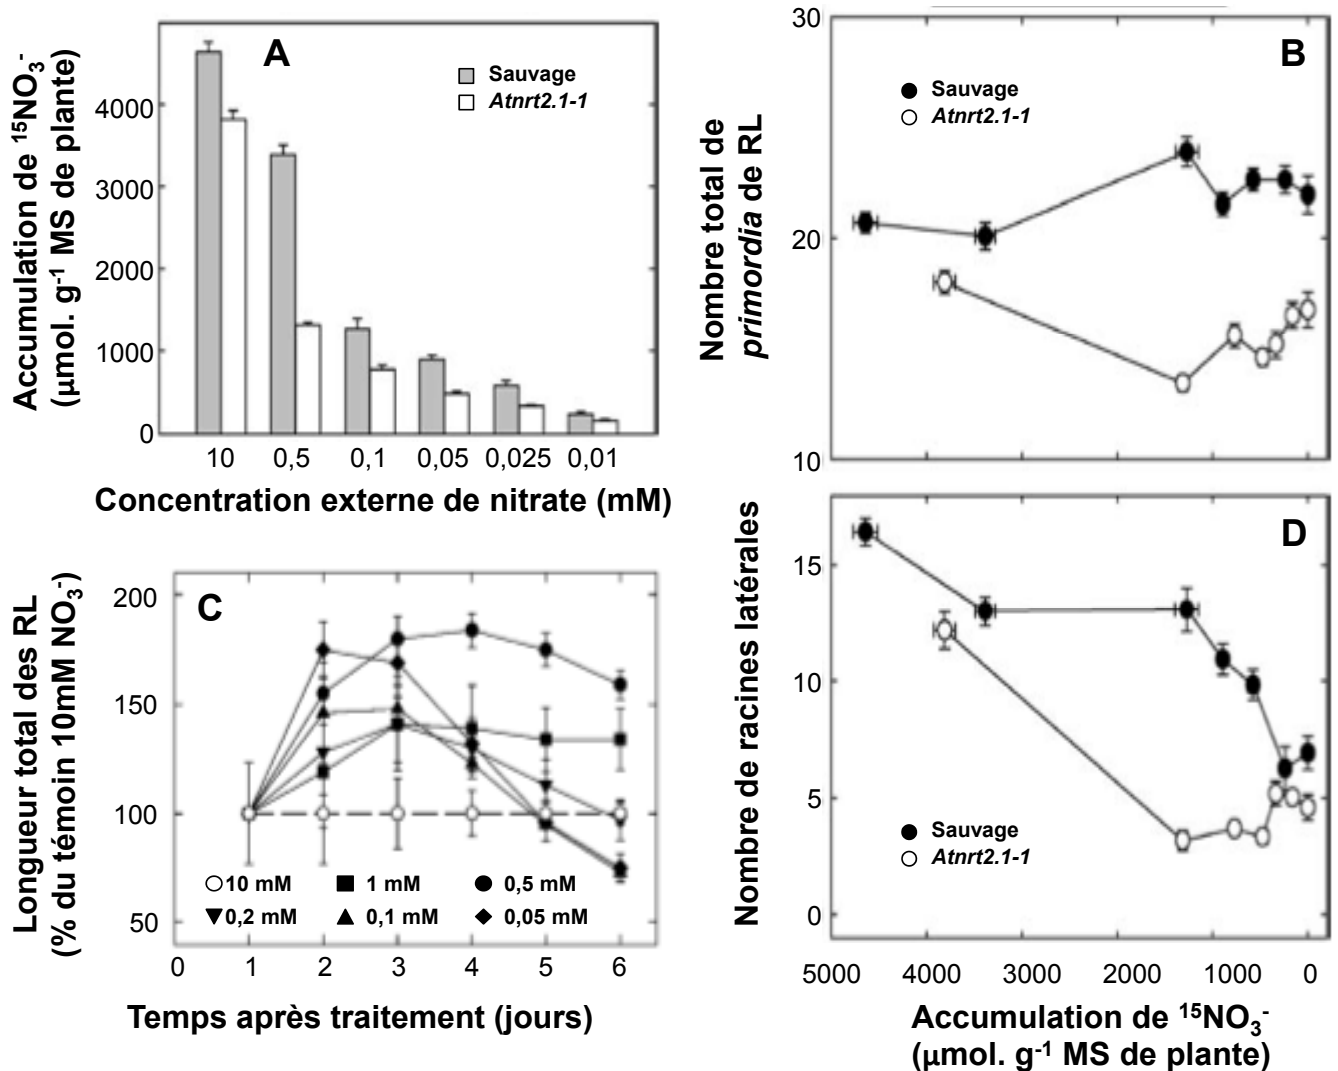 A
Accumulation de ¹⁵NO₃⁻
(µmol. g⁻¹ MS de plante)
Sauvage
Atnrt2.1-1
4000
3000
2000
1000
0
10 0,5 0,1 0,05 0,025 0,01
Concentration externe de nitrate (mM)
B
Nombre total de
primordia de RL
Sauvage
Atnrt2.1-1
30
20
10
C
Longueur total des RL
(% du témoin 10mM NO₃⁻)
200
150
100
50
10 mM 1 mM 0,5 mM
0,2 mM 0,1 mM 0,05 mM
0 1 2 3 4 5 6
Temps après traitement (jours)
D
Nombre de racines latérales
15
10
5
0
Sauvage
Atnrt2.1-1
5000 4000 3000 2000 1000 0
Accumulation de ¹⁵NO₃⁻
(µmol. g⁻¹ MS de plante)